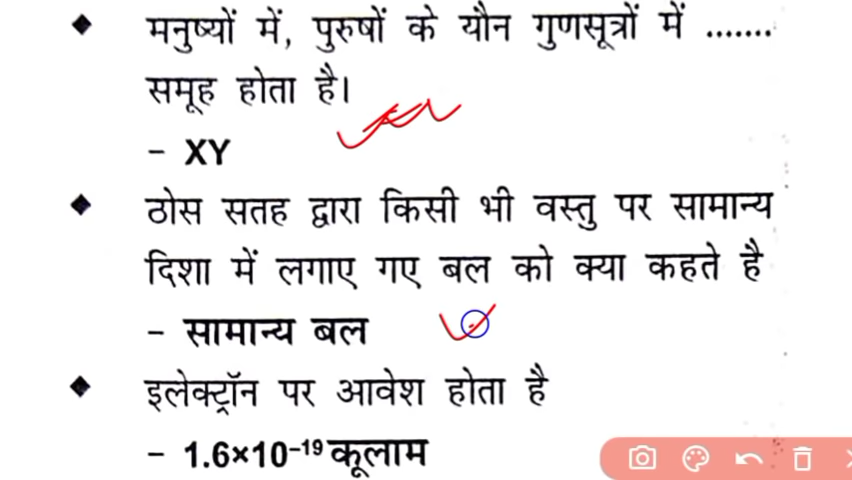 ◆ मनुष्यों में, पुरुषों के यौन गुणसूत्रों में .......
समूह होता है।
– XY
◆ ठोस सतह द्वारा किसी भी वस्तु पर सामान्य
दिशा में लगाए गए बल को क्या कहते है
– सामान्य बल
◆ इलेक्ट्रॉन पर आवेश होता है
– 1.6×10⁻¹⁹ कूलाम